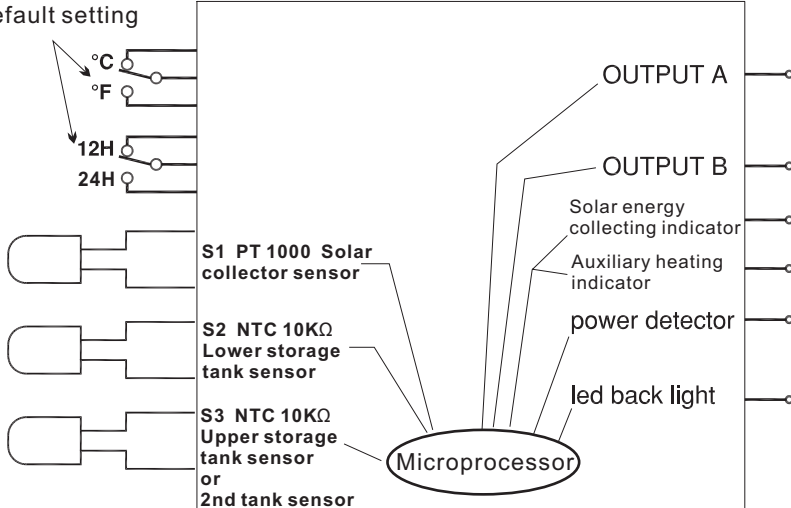 efault setting
°C
°F
12H
24H
OUTPUT A
OUTPUT B
Solar energy
collecting indicator
Auxiliary heating
indicator
power detector
led back light
S1 PT 1000 Solar
collector sensor
S2 NTC 10KΩ
Lower storage
tank sensor
S3 NTC 10KΩ
Upper storage
tank sensor
or
2nd tank sensor
Microprocessor